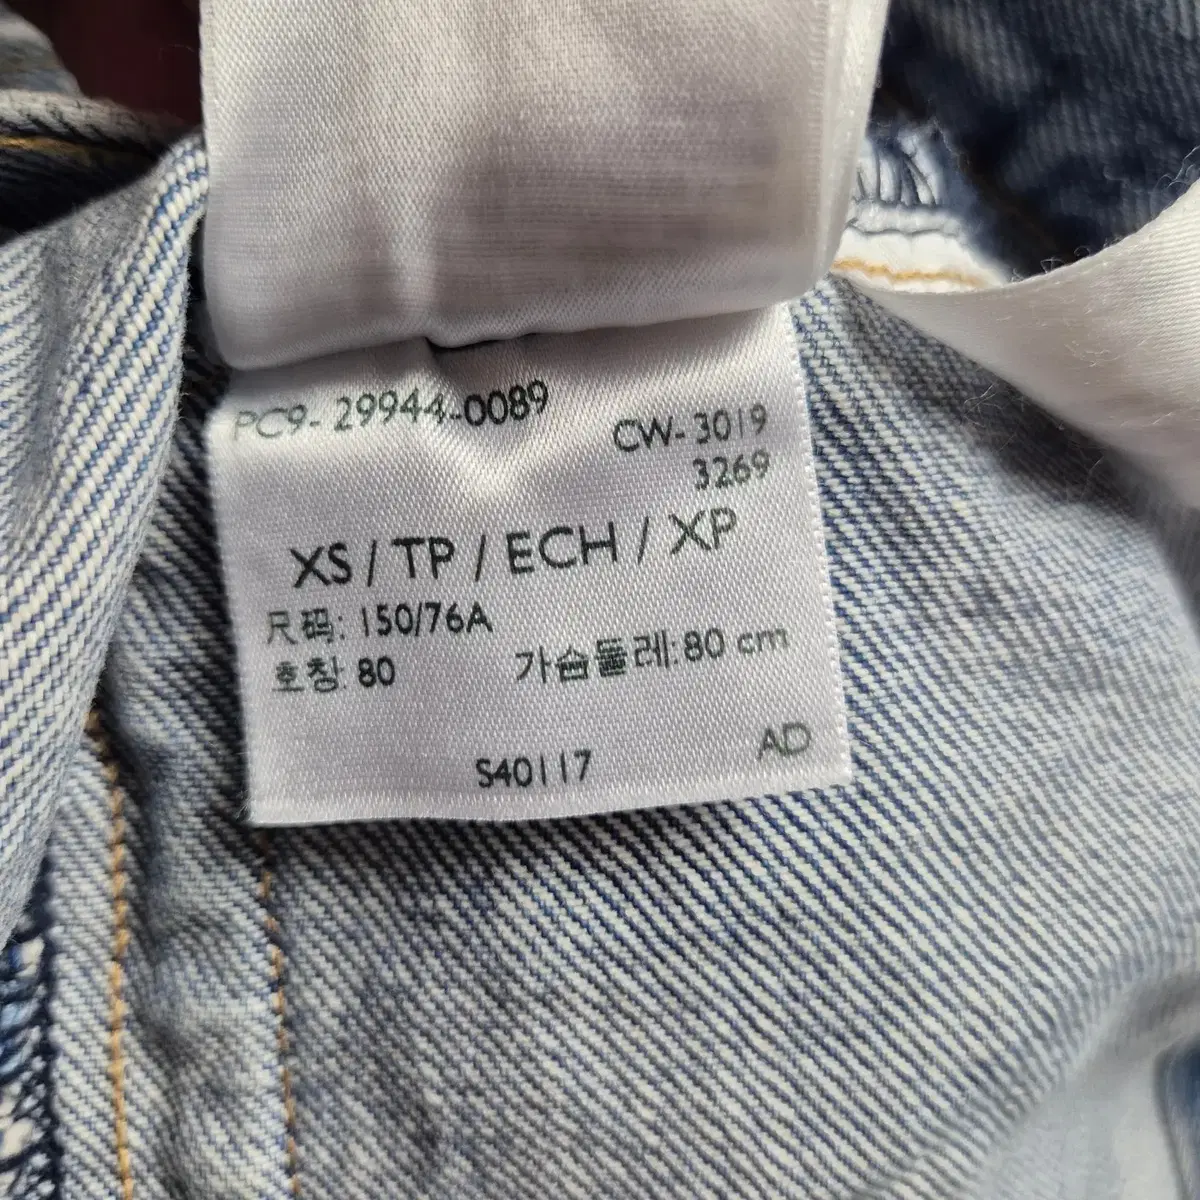 PC9-29944-0089
CW-3019
3269
XS / TP / ECH / XP
尺码: 150/76A
호칭: 80 가슴둘레: 80 cm
S40117 AD